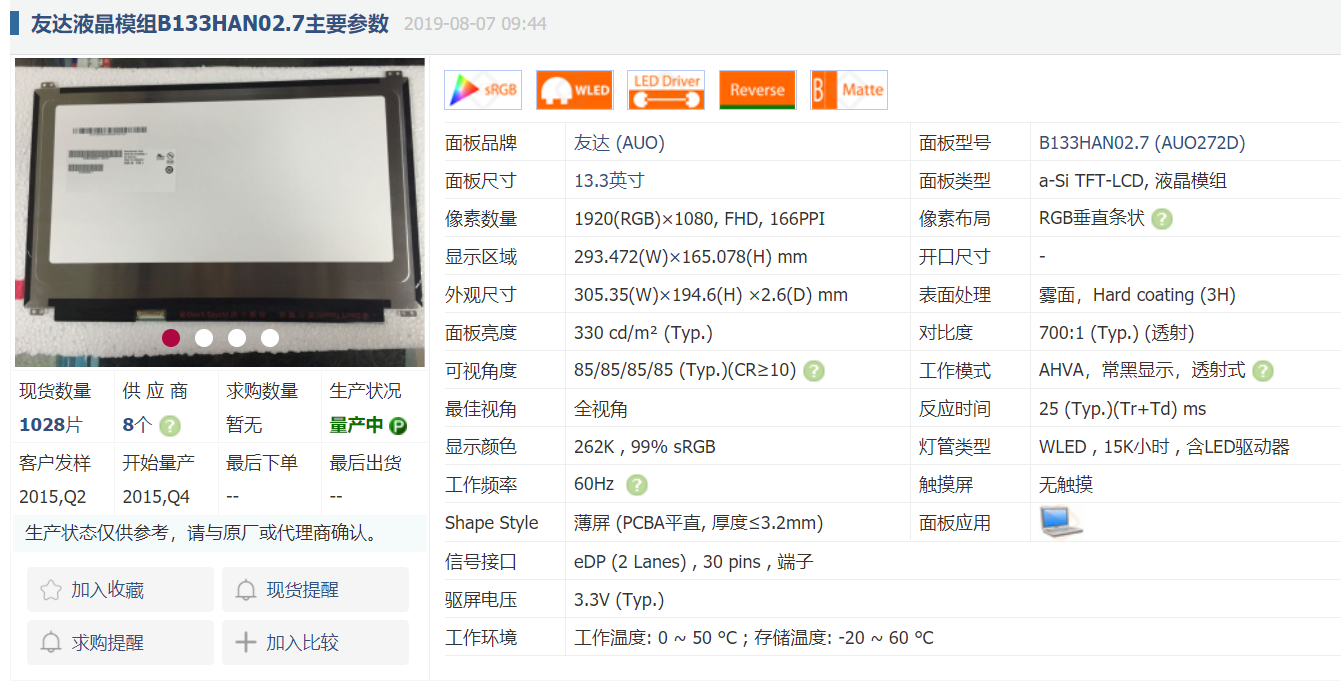 友达液晶模组B133HAN02.7主要参数 2019-08-07 09:44
sRGB WLED LED Driver Reverse B Matte
面板品牌 友达 (AUO) 面板型号 B133HAN02.7 (AUO272D)
面板尺寸 13.3英寸 面板类型 a-Si TFT-LCD, 液晶模组
像素数量 1920(RGB)×1080, FHD, 166PPI 像素布局 RGB垂直条状 ?
显示区域 293.472(W)×165.078(H) mm 开口尺寸 -
外观尺寸 305.35(W)×194.6(H) ×2.6(D) mm 表面处理 雾面，Hard coating (3H)
面板亮度 330 cd/m² (Typ.) 对比度 700:1 (Typ.) (透射)
可视角度 85/85/85/85 (Typ.)(CR≥10) ? 工作模式 AHVA，常黑显示，透射式 ?
最佳视角 全视角 反应时间 25 (Typ.)(Tr+Td) ms
显示颜色 262K , 99% sRGB 灯管类型 WLED , 15K小时 , 含LED驱动器
工作频率 60Hz ? 触摸屏 无触摸
Shape Style 薄屏 (PCBA平直, 厚度≤3.2mm) 面板应用
信号接口 eDP (2 Lanes) , 30 pins , 端子
驱屏电压 3.3V (Typ.)
工作环境 工作温度: 0 ~ 50 °C ; 存储温度: -20 ~ 60 °C
现货数量 供 应 商 求购数量 生产状况
1028片 8个 ? 暂无 量产中 P
客户发样 开始量产 最后下单 最后出货
2015,Q2 2015,Q4 -- --
生产状态仅供参考，请与原厂或代理商确认。
加入收藏 现货提醒
求购提醒 加入比较